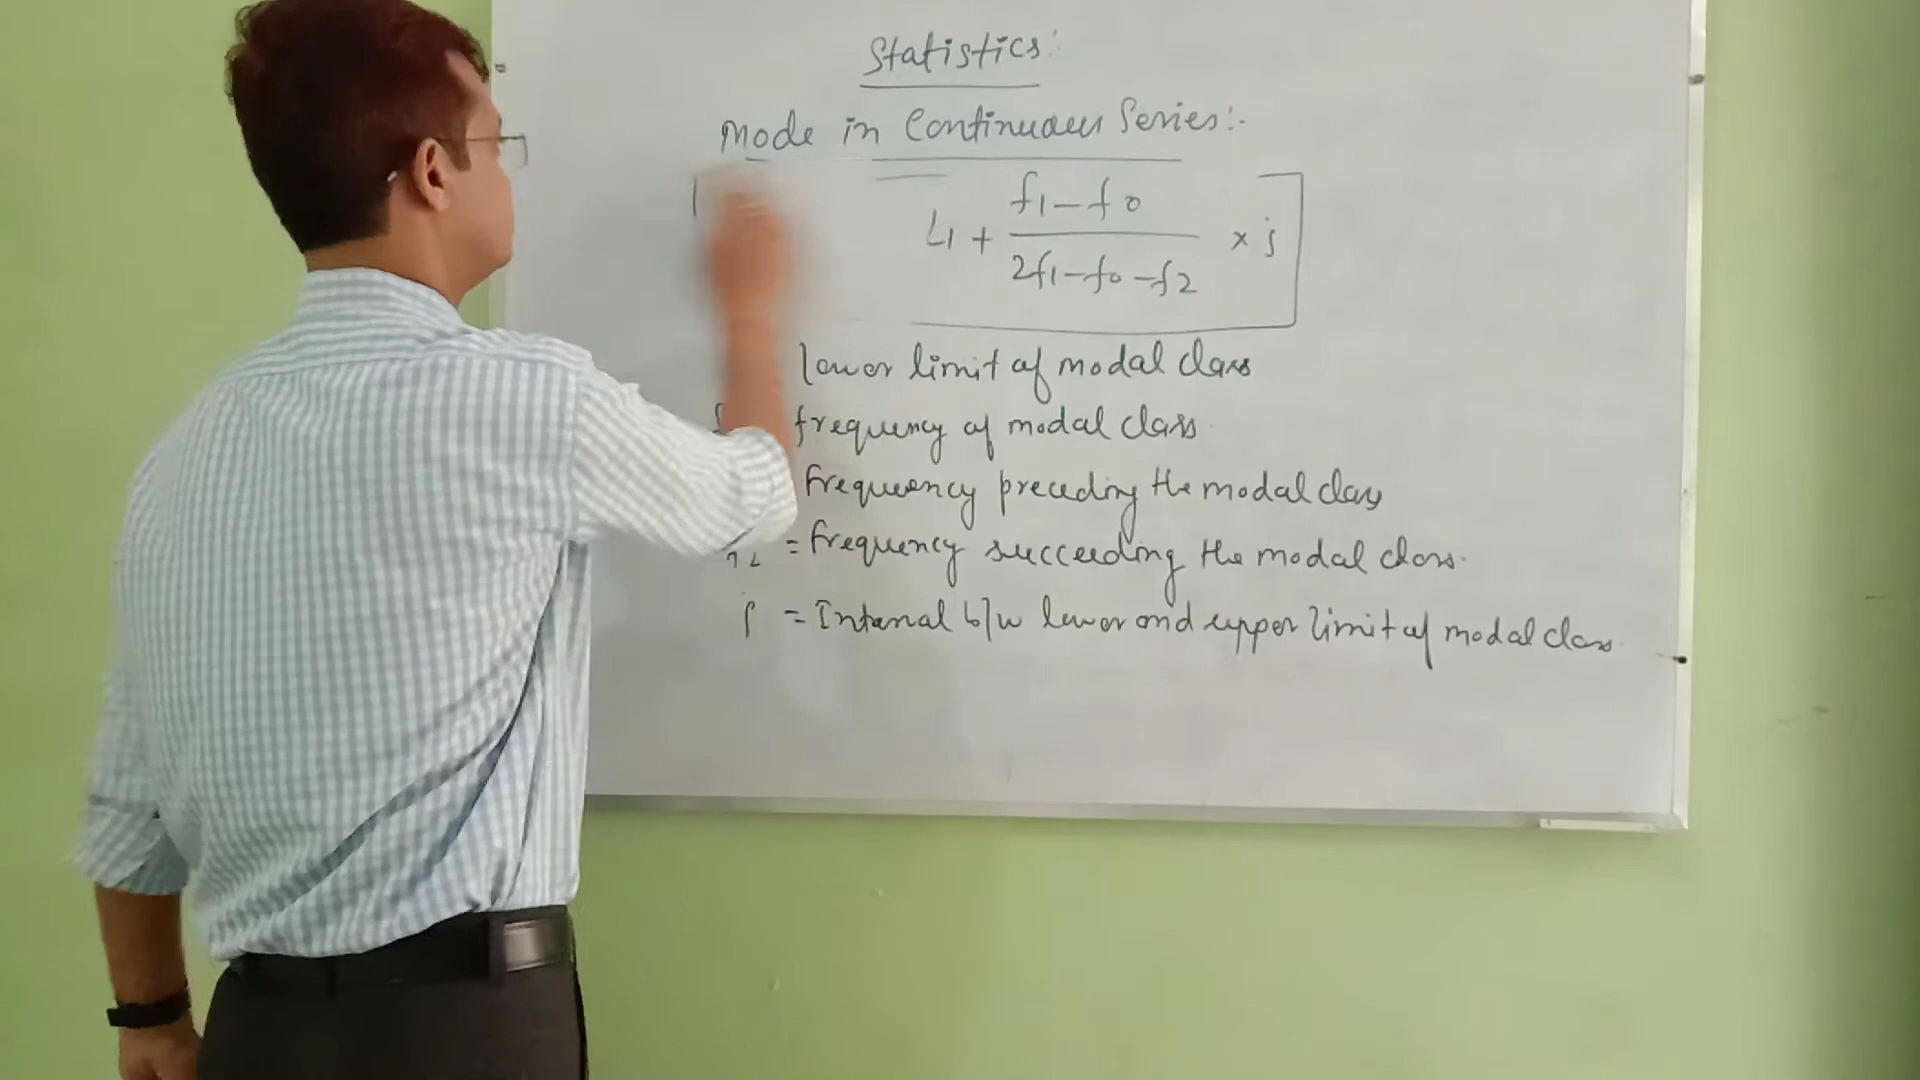 Statistics:
Mode in Continuous Series:-
L1 + f1-f0 / 2f1-f0-f2 × i
lower limit of modal class
frequency of modal class
frequency preceding the modal class
= frequency succeeding the modal class.
i = Interval b/w lower and upper limit of modal class.